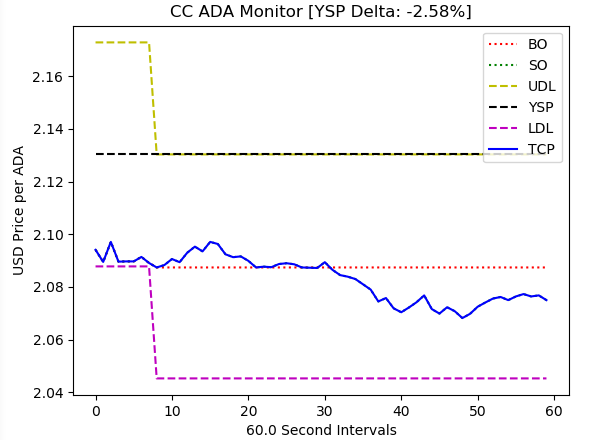 CC ADA Monitor [YSP Delta: -2.58%]
BO
SO
UDL
YSP
LDL
TCP
USD Price per ADA
2.16
2.14
2.12
2.10
2.08
2.06
2.04
0 10 20 30 40 50 60
60.0 Second Intervals